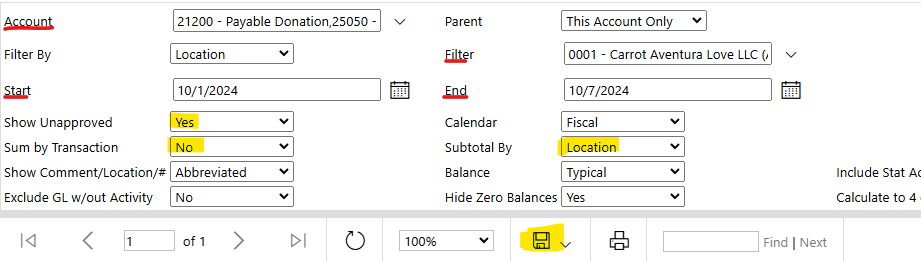 Account 21200 - Payable Donation,25050 - Parent This Account Only
Filter By Location Filter 0001 - Carrot Aventura Love LLC (
Start 10/1/2024 End 10/7/2024
Show Unapproved Yes Calendar Fiscal
Sum by Transaction No Subtotal By Location
Show Comment/Location/# Abbreviated Balance Typical Include Stat Ac
Exclude GL w/out Activity No Hide Zero Balances Yes Calculate to 4
1 of 1 100% Find | Next